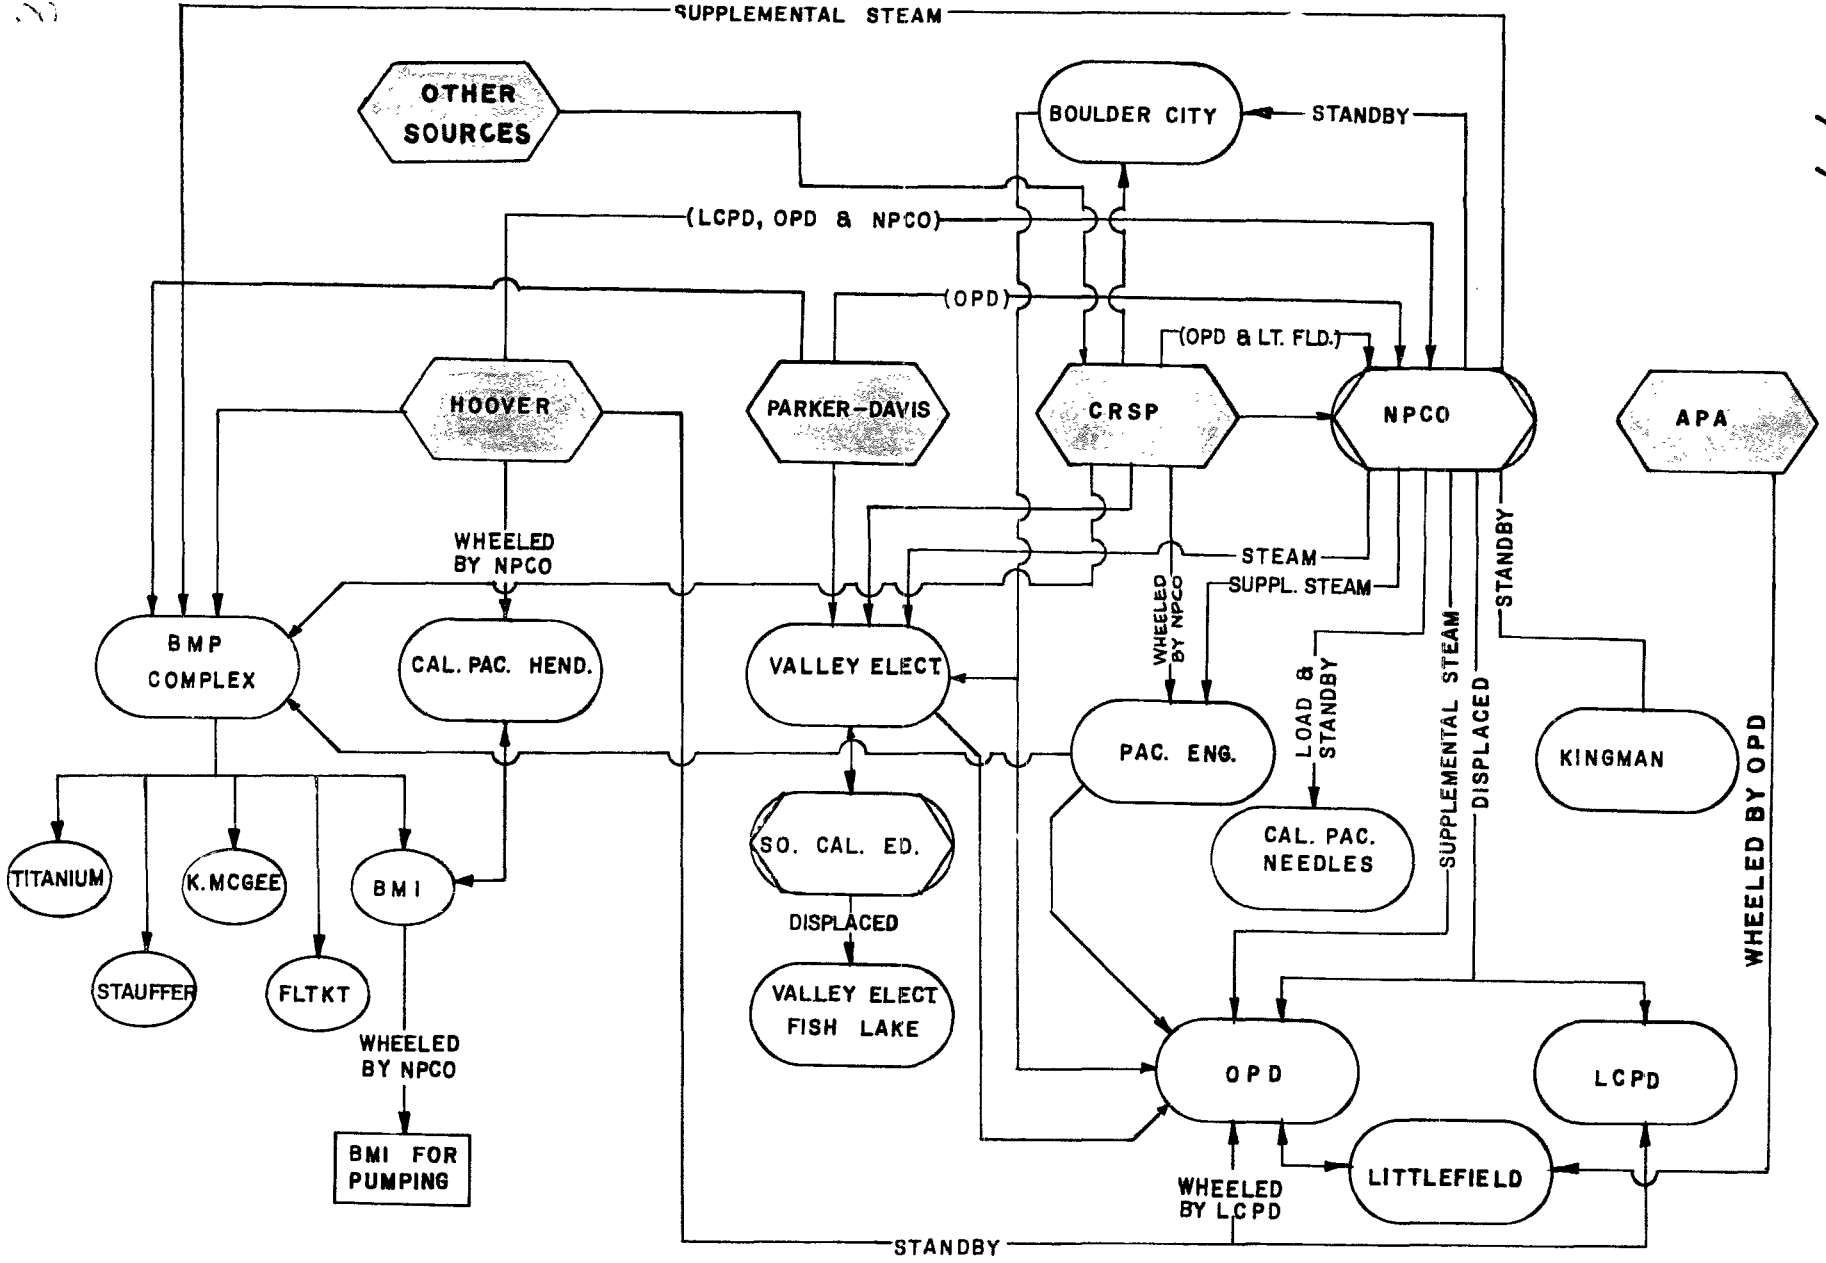 SUPPLEMENTAL STEAM
OTHER
SOURCES
BOULDER CITY
STANDBY
(LCPD, OPD & NPCO)
(OPD)
(OPD & LT. FLD.)
HOOVER
PARKER-DAVIS
CRSP
NPCO
APA
WHEELED
BY NPCO
STEAM
SUPPL. STEAM
STANDBY
WHEELED
BY NPCO
BMP
COMPLEX
CAL. PAC. HEND.
VALLEY ELECT.
LOAD &
STANDBY
SUPPLEMENTAL STEAM
DISPLACED
WHEELED BY OPD
PAC. ENG.
KINGMAN
CAL. PAC.
NEEDLES
SO. CAL. ED.
TITANIUM
K.MCGEE
BMI
STAUFFER
FLTKT
DISPLACED
VALLEY ELECT.
FISH LAKE
WHEELED
BY NPCO
OPD
LCPD
BMI FOR
PUMPING
LITTLEFIELD
WHEELED
BY LCPD
STANDBY